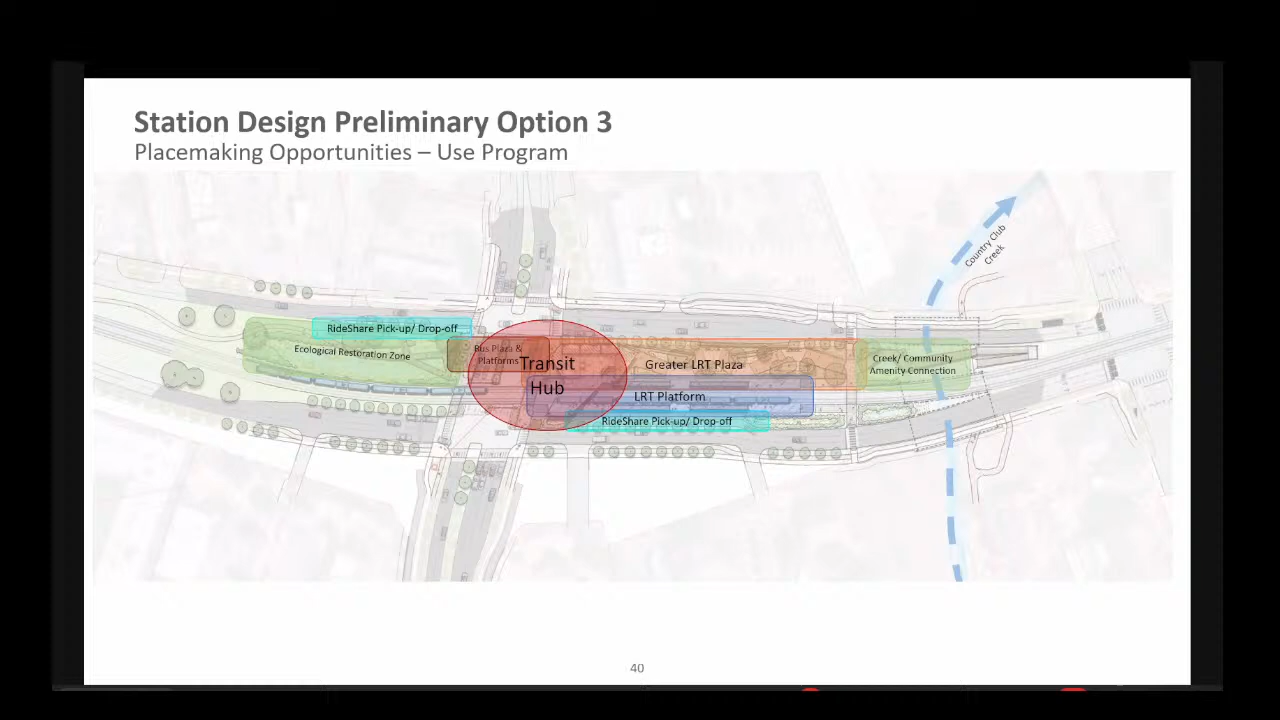 Station Design Preliminary Option 3
Placemaking Opportunities – Use Program
Country Club
Creek
RideShare Pick-up/ Drop-off
Ecological Restoration Zone
Bus Plaza &
Platforms
Transit
Hub
Greater LRT Plaza
LRT Platform
RideShare Pick-up/ Drop-off
Creek/ Community
Amenity Connection
40